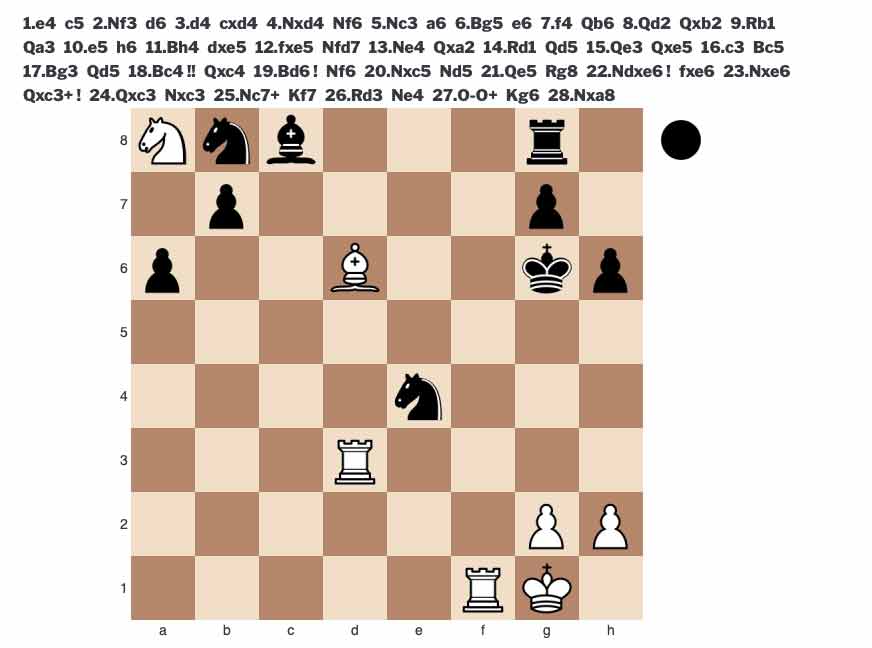 1.e4 c5 2.Nf3 d6 3.d4 cxd4 4.Nxd4 Nf6 5.Nc3 a6 6.Bg5 e6 7.f4 Qb6 8.Qd2 Qxb2 9.Rb1
Qa3 10.e5 h6 11.Bh4 dxe5 12.fxe5 Nfd7 13.Ne4 Qxa2 14.Rd1 Qd5 15.Qe3 Qxe5 16.c3 Bc5
17.Bg3 Qd5 18.Bc4!! Qxc4 19.Bd6! Nf6 20.Nxc5 Nd5 21.Qe5 Rg8 22.Ndxe6! fxe6 23.Nxe6
Qxc3+! 24.Qxc3 Nxc3 25.Nc7+ Kf7 26.Rd3 Ne4 27.O-O+ Kg6 28.Nxa8
8
7
6
5
4
3
2
1
a b c d e f g h